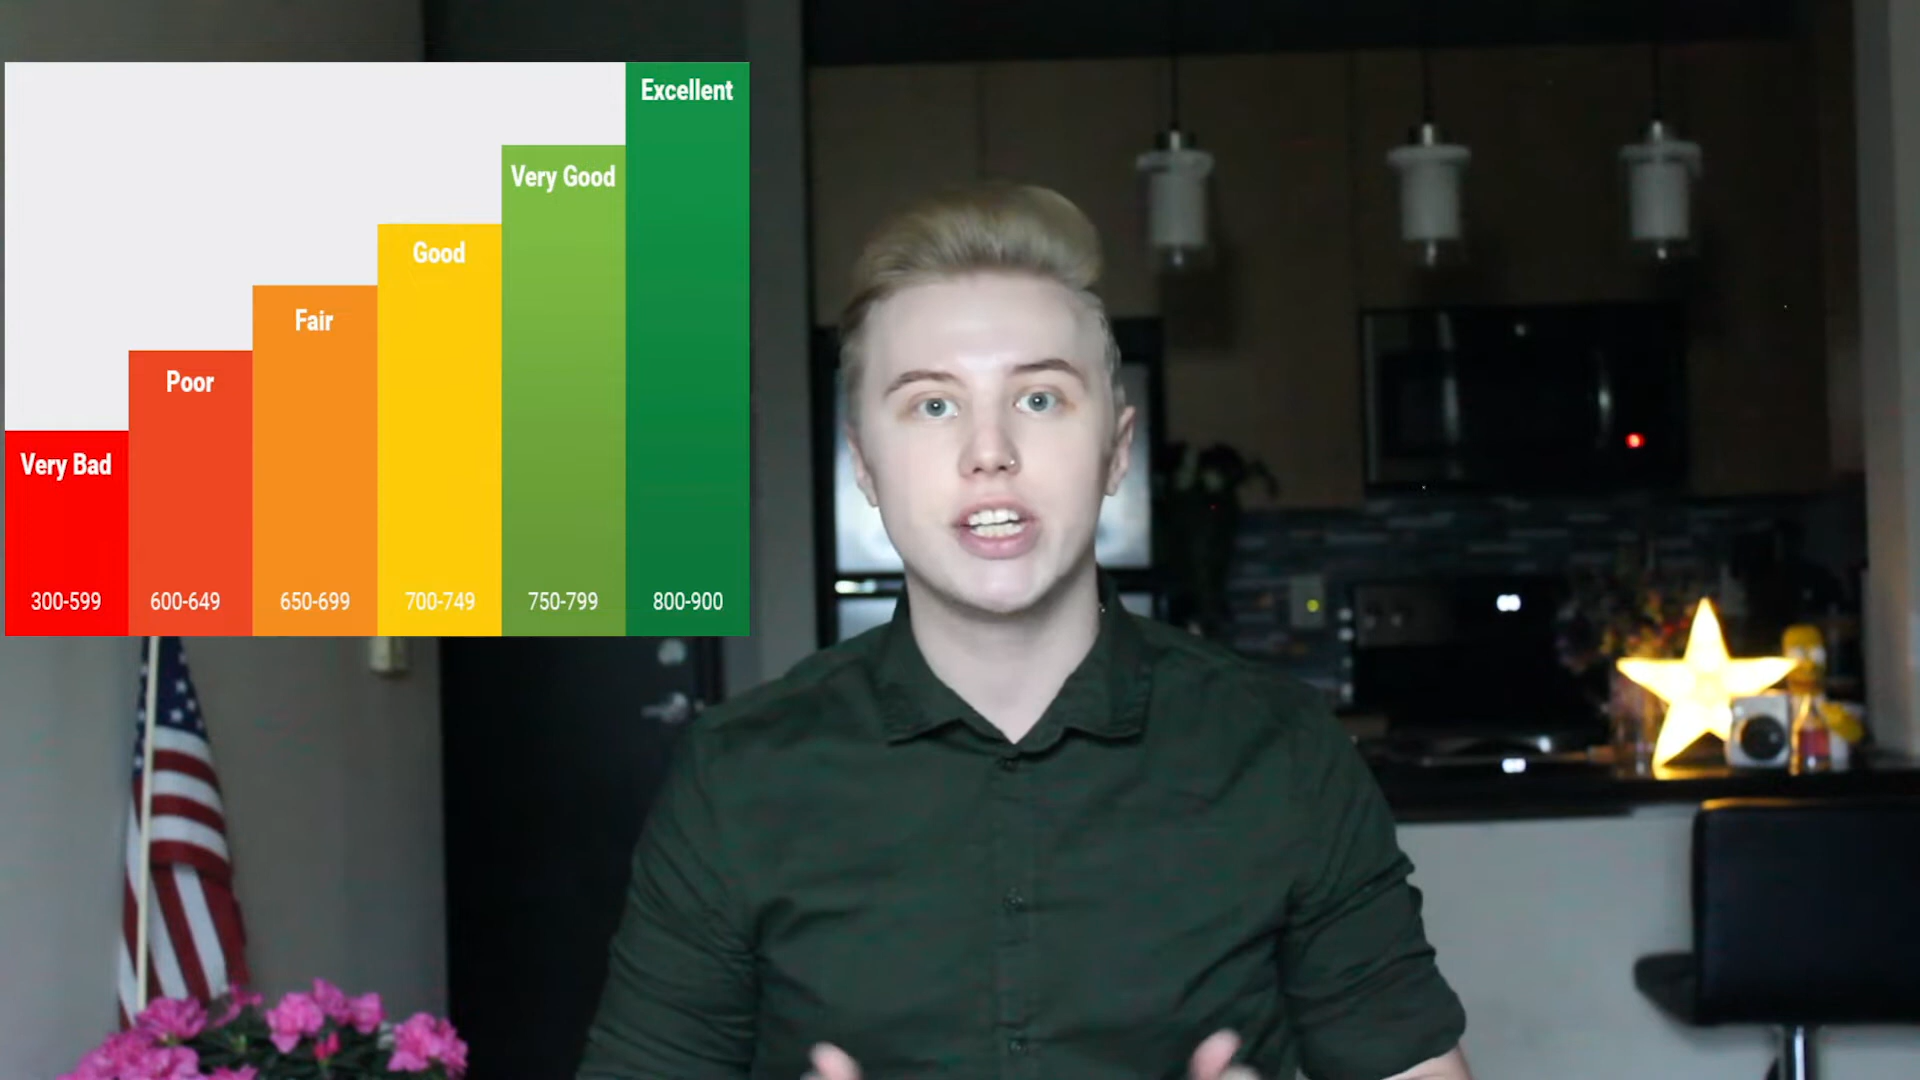 Excellent
Very Good
Good
Fair
Poor
Very Bad
300-599
600-649
650-699
700-749
750-799
800-900